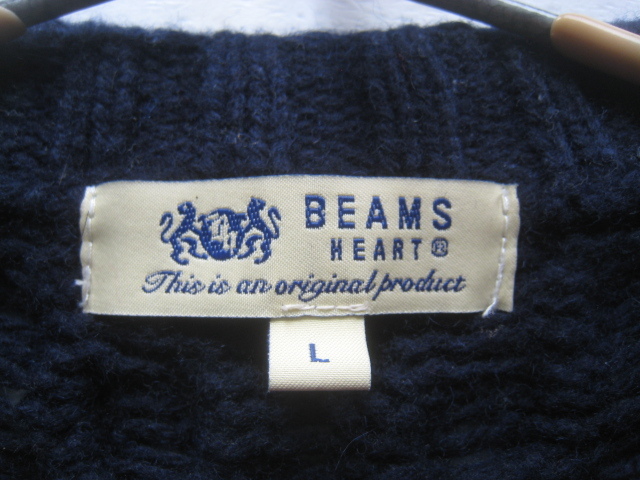 BEAMS
HEART®
This is an original product
L